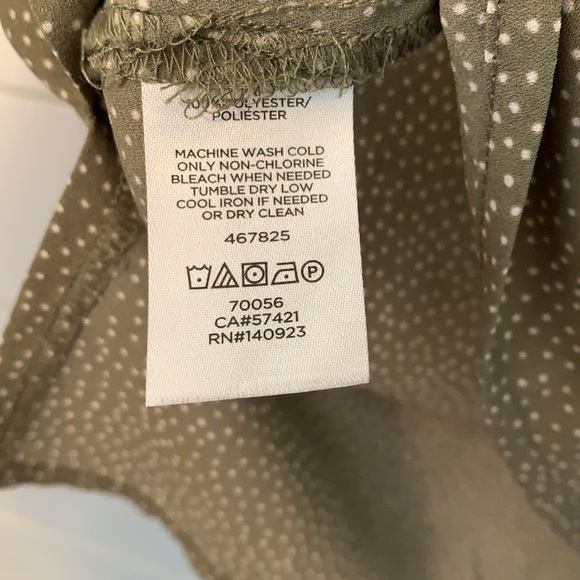 100% POLYESTER/
POLIÉSTER
MACHINE WASH COLD
ONLY NON-CHLORINE
BLEACH WHEN NEEDED
TUMBLE DRY LOW
COOL IRON IF NEEDED
OR DRY CLEAN
467825
P
70056
CA#57421
RN#140923